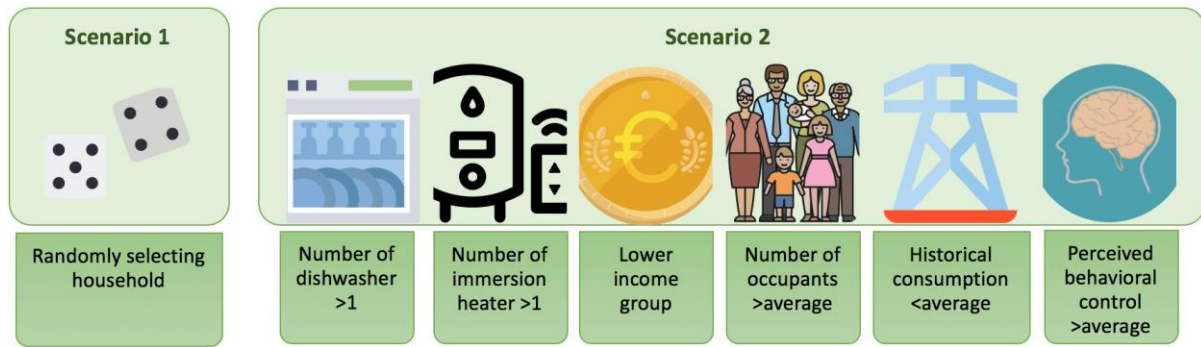 Scenario 1
Scenario 2
Randomly selecting
household
Number of
dishwasher
>1
Number of
immersion
heater >1
Lower
income
group
Number of
occupants
>average
Historical
consumption
<average
Perceived
behavioral
control
>average